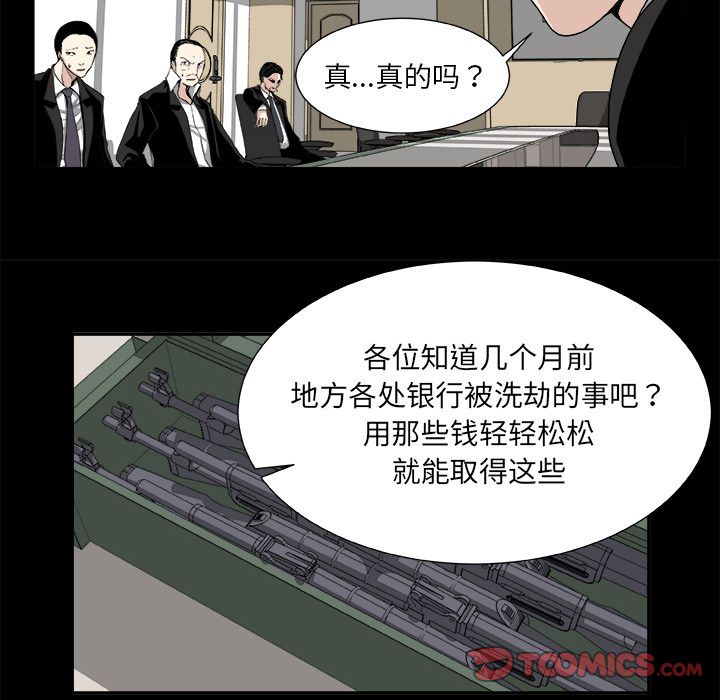 真...真的吗？
各位知道几个月前
地方各处银行被洗劫的事吧？
用那些钱轻轻松松
就能取得这些
TOOMICS.COM